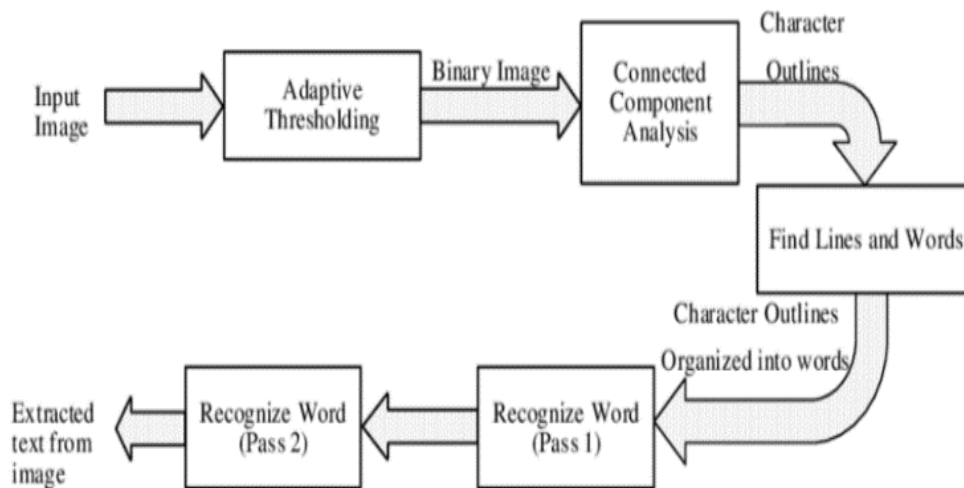 Input
Image
Adaptive
Thresholding
Binary Image
Connected
Component
Analysis
Character
Outlines
Find Lines and Words
Character Outlines
Organized into words
Recognize Word
(Pass 1)
Recognize Word
(Pass 2)
Extracted
text from
image